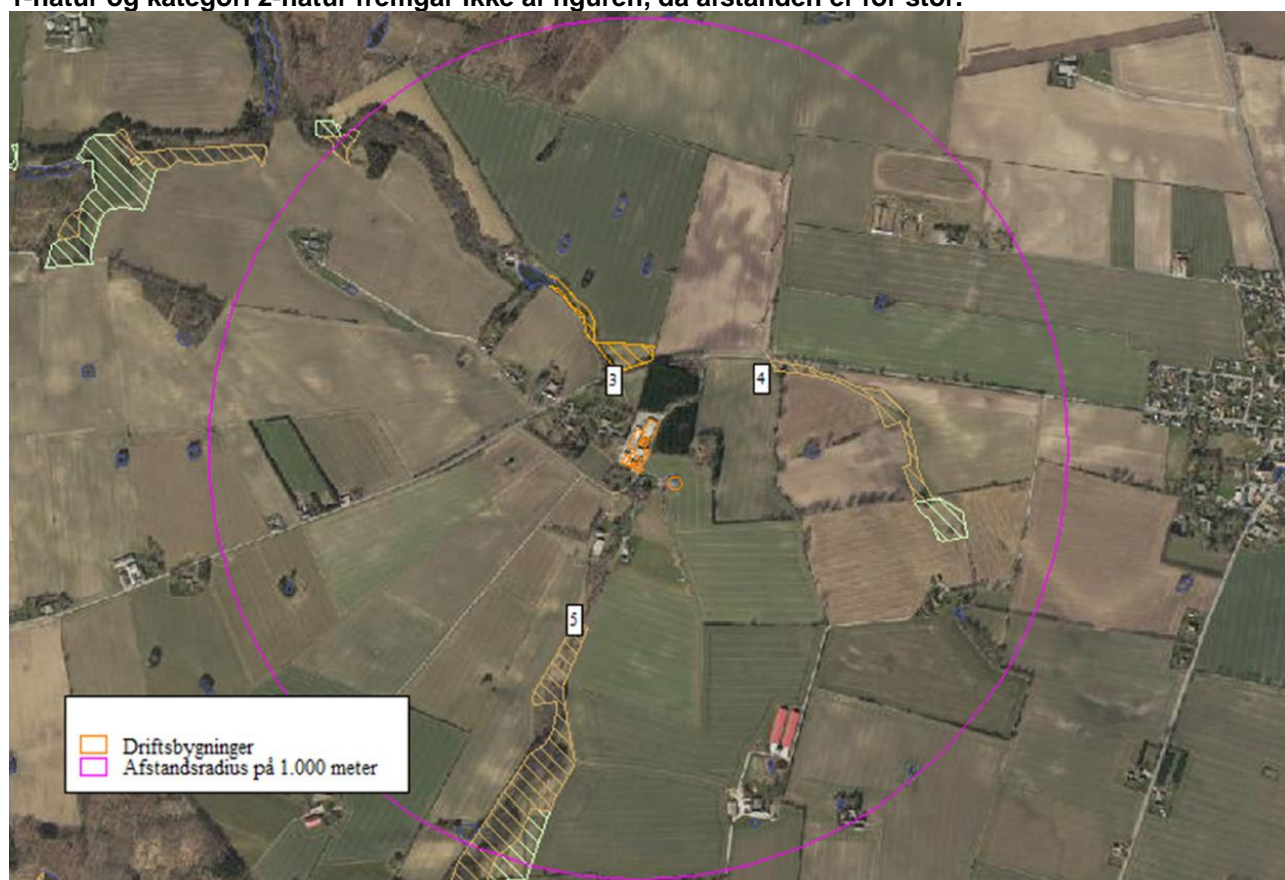 1-natur og kategori 2-natur fremgår ikke af figuren, da afstanden er for stor.
3
4
5
Driftsbygninger
Afstandsradius på 1.000 meter